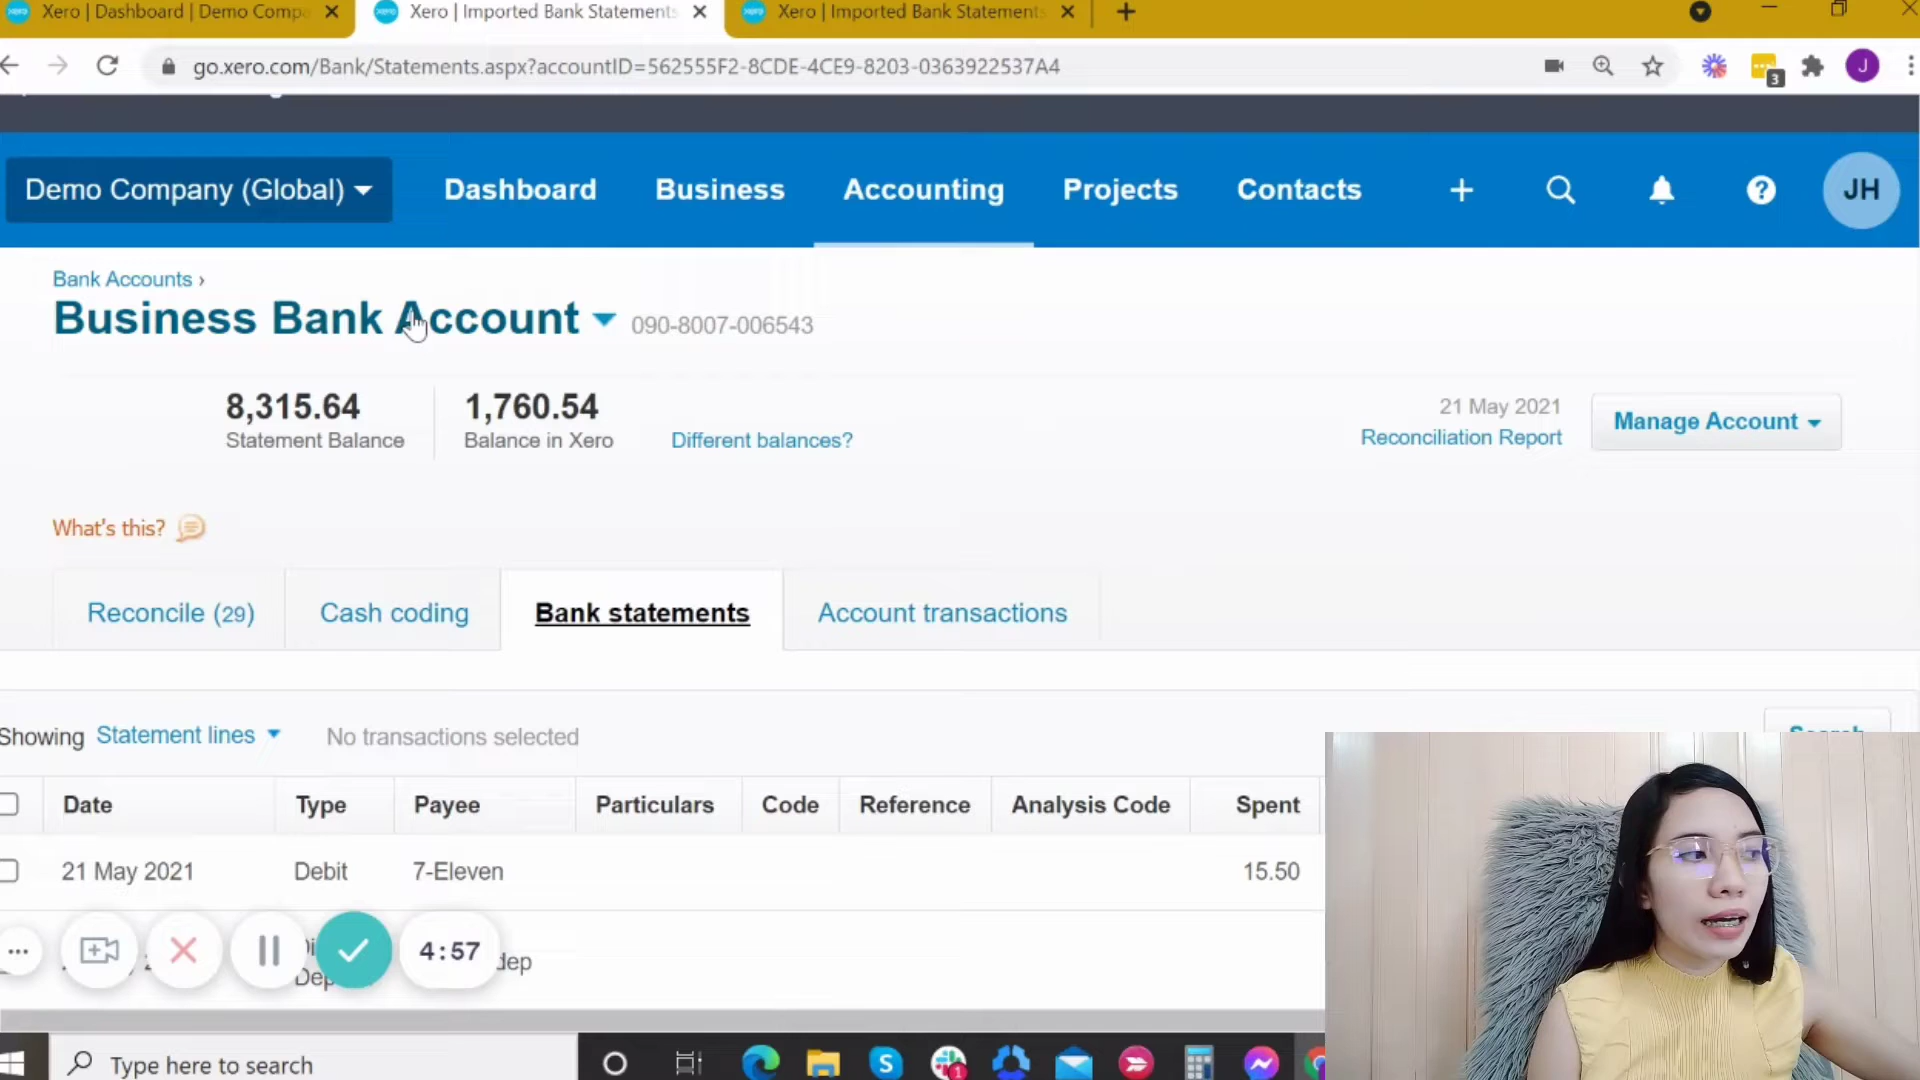 Xero | Dashboard | Demo Compa
Xero | Imported Bank Statements
Xero | Imported Bank Statements
go.xero.com/Bank/Statements.aspx?accountID=562555F2-8CDE-4CE9-8203-0363922537A4
3
J
Demo Company (Global)
Dashboard
Business
Accounting
Projects
Contacts
JH
Bank Accounts ›
Business Bank Account
090-8007-006543
8,315.64
Statement Balance
1,760.54
Balance in Xero
Different balances?
21 May 2021
Reconciliation Report
Manage Account
What's this?
Reconcile (29)
Cash coding
Bank statements
Account transactions
Showing
Statement lines
No transactions selected
Date
Type
Payee
Particulars
Code
Reference
Analysis Code
Spent
21 May 2021
Debit
7-Eleven
15.50
4:57
Type here to search